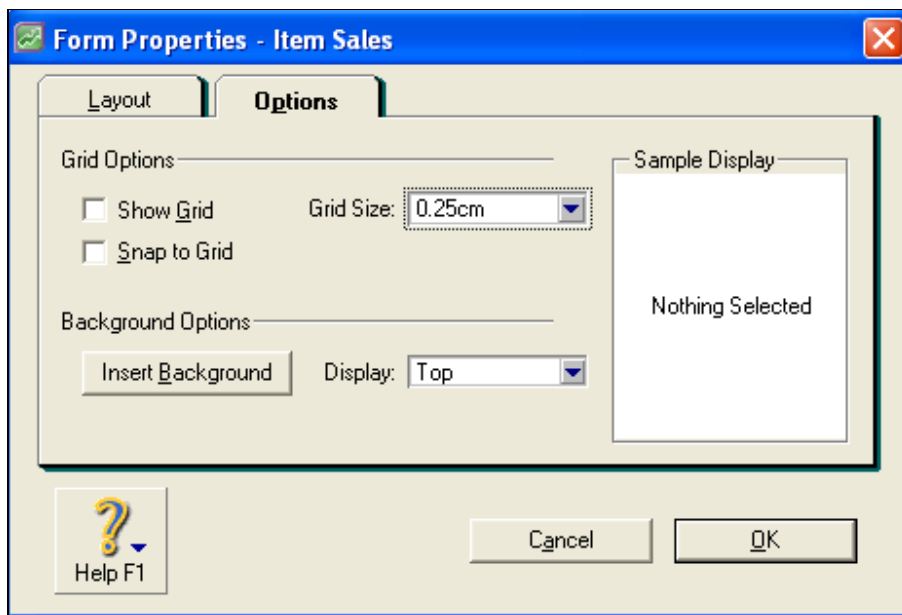 Form Properties - Item Sales
Layout
Options
Grid Options
Show Grid
Grid Size: 0.25cm
Snap to Grid
Background Options
Insert Background
Display: Top
Sample Display
Nothing Selected
Help F1
Cancel
OK